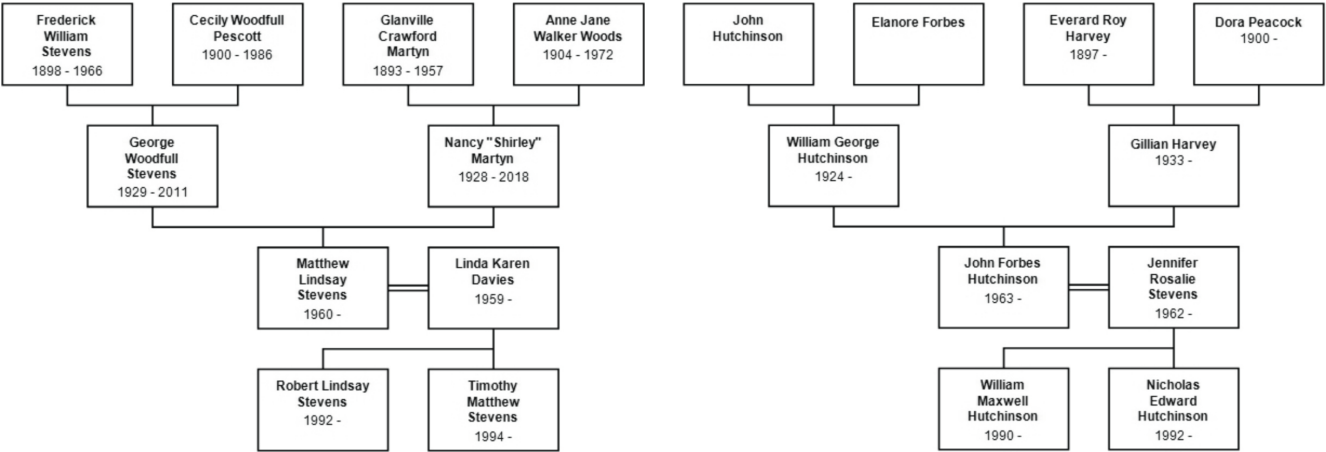 Frederick
William
Stevens
1898 - 1966
Cecily Woodfull
Pescott
1900 - 1986
Glanville
Crawford
Martyn
1893 - 1957
Anne Jane
Walker Woods
1904 - 1972
John
Hutchinson
Elanore Forbes
Everard Roy
Harvey
1897 -
Dora Peacock
1900 -
George
Woodfull
Stevens
1929 - 2011
Nancy "Shirley"
Martyn
1928 - 2018
William George
Hutchinson
1924 -
Gillian Harvey
1933 -
Matthew
Lindsay
Stevens
1960 -
Linda Karen
Davies
1959 -
John Forbes
Hutchinson
1963 -
Jennifer
Rosalie
Stevens
1962 -
Robert Lindsay
Stevens
1992 -
Timothy
Matthew
Stevens
1994 -
William
Maxwell
Hutchinson
1990 -
Nicholas
Edward
Hutchinson
1992 -